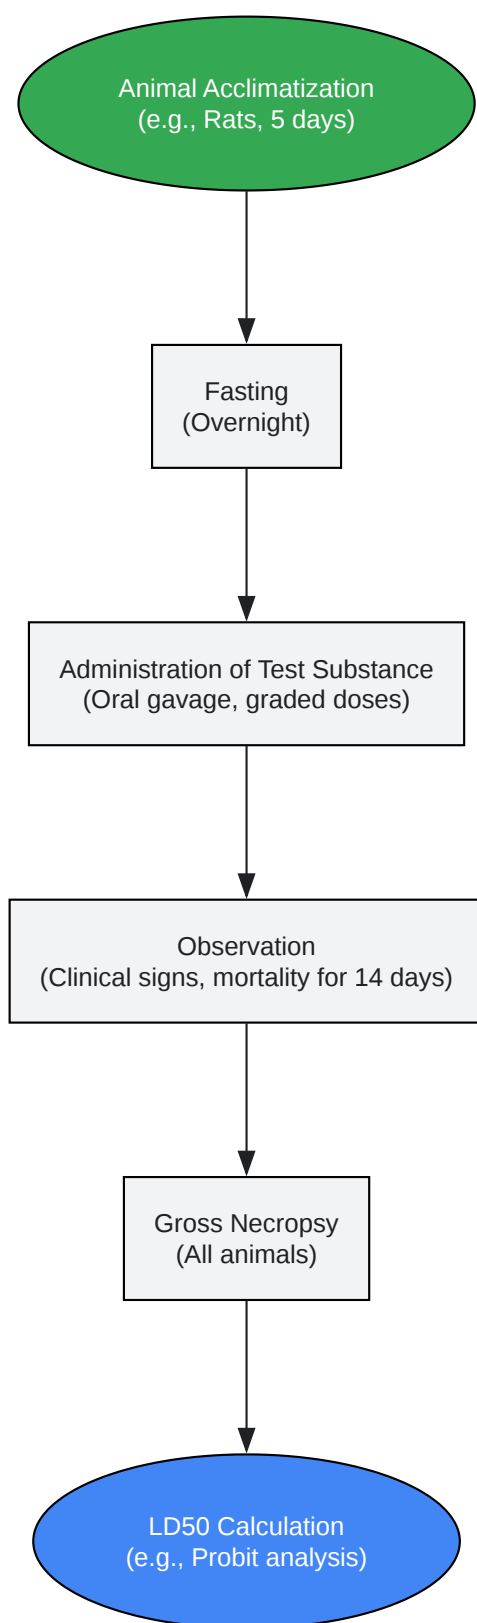 Animal Acclimatization
(e.g., Rats, 5 days)
Fasting
(Overnight)
Administration of Test Substance
(Oral gavage, graded doses)
Observation
(Clinical signs, mortality for 14 days)
Gross Necropsy
(All animals)
LD50 Calculation
(e.g., Probit analysis)